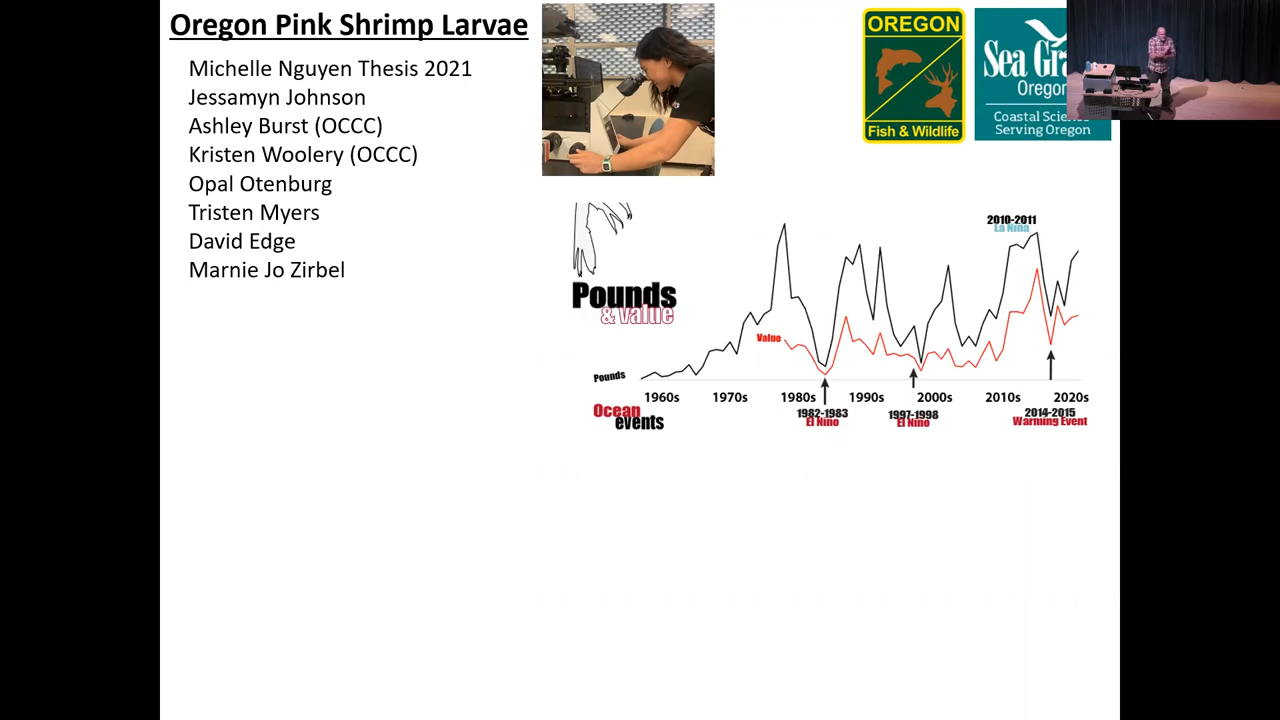 Oregon Pink Shrimp Larvae
Michelle Nguyen Thesis 2021
Jessamyn Johnson
Ashley Burst (OCCC)
Kristen Woolery (OCCC)
Opal Otenburg
Tristen Myers
David Edge
Marnie Jo Zirbel
OREGON
Fish & Wildlife
Sea Gra
Oregon
Coastal Scie
Serving Oregon
2010-2011
La Nina
Pounds
& value
Value
Pounds
1960s 1970s 1980s 1990s 2000s 2010s 2020s
Ocean
events
1982-1983
El Nino
1997-1998
El Nino
2014-2015
Warming Event